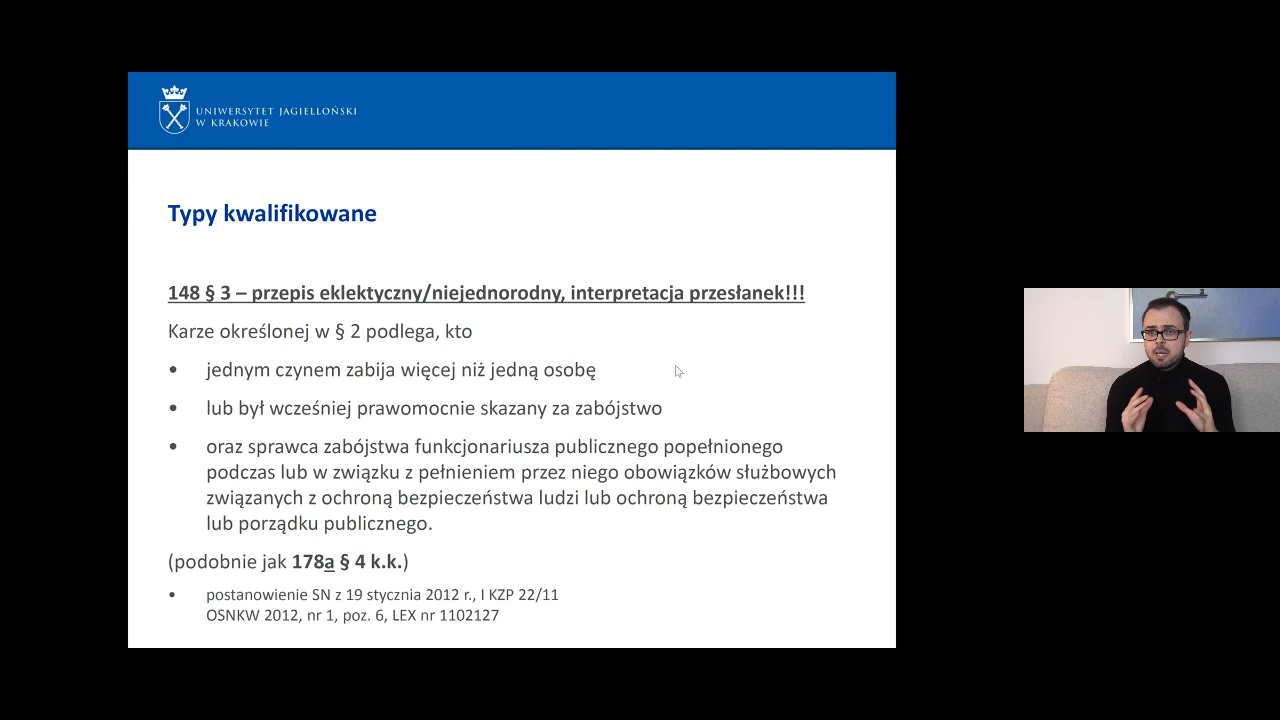 UNIWERSYTET JAGIELLOŃSKI
W KRAKOWIE
Typy kwalifikowane
148 § 3 – przepis eklektyczny/niejednorodny, interpretacja przesłanek!!!
Karze określonej w § 2 podlega, kto
• jednym czynem zabija więcej niż jedną osobę
• lub był wcześniej prawomocnie skazany za zabójstwo
• oraz sprawca zabójstwa funkcjonariusza publicznego popełnionego
podczas lub w związku z pełnieniem przez niego obowiązków służbowych
związanych z ochroną bezpieczeństwa ludzi lub ochroną bezpieczeństwa
lub porządku publicznego.
(podobnie jak 178a § 4 k.k.)
• postanowienie SN z 19 stycznia 2012 r., I KZP 22/11
OSNKW 2012, nr 1, poz. 6, LEX nr 1102127